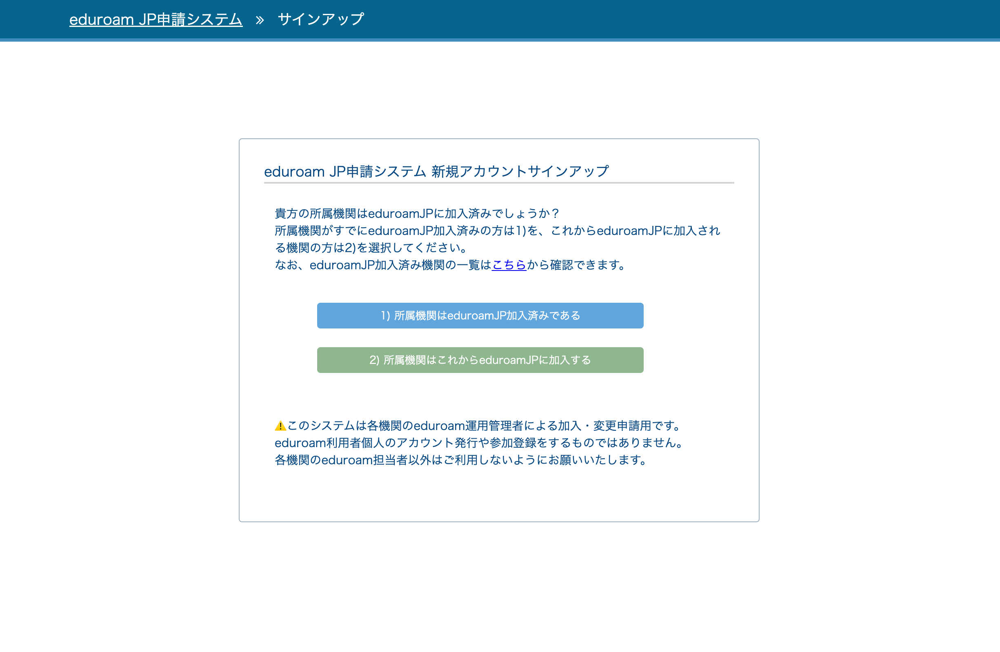 eduroam JP申請システム » サインアップ
eduroam JP申請システム 新規アカウントサインアップ
貴方の所属機関はeduroamJPに加入済みでしょうか？
所属機関がすでにeduroamJP加入済みの方は1)を、これからeduroamJPに加入され
る機関の方は2)を選択してください。
なお、eduroamJP加入済み機関の一覧はこちらから確認できます。
1) 所属機関はeduroamJP加入済みである
2) 所属機関はこれからeduroamJPに加入する
⚠このシステムは各機関のeduroam運用管理者による加入・変更申請用です。
eduroam利用者個人のアカウント発行や参加登録をするものではありません。
各機関のeduroam担当者以外はご利用しないようにお願いいたします。